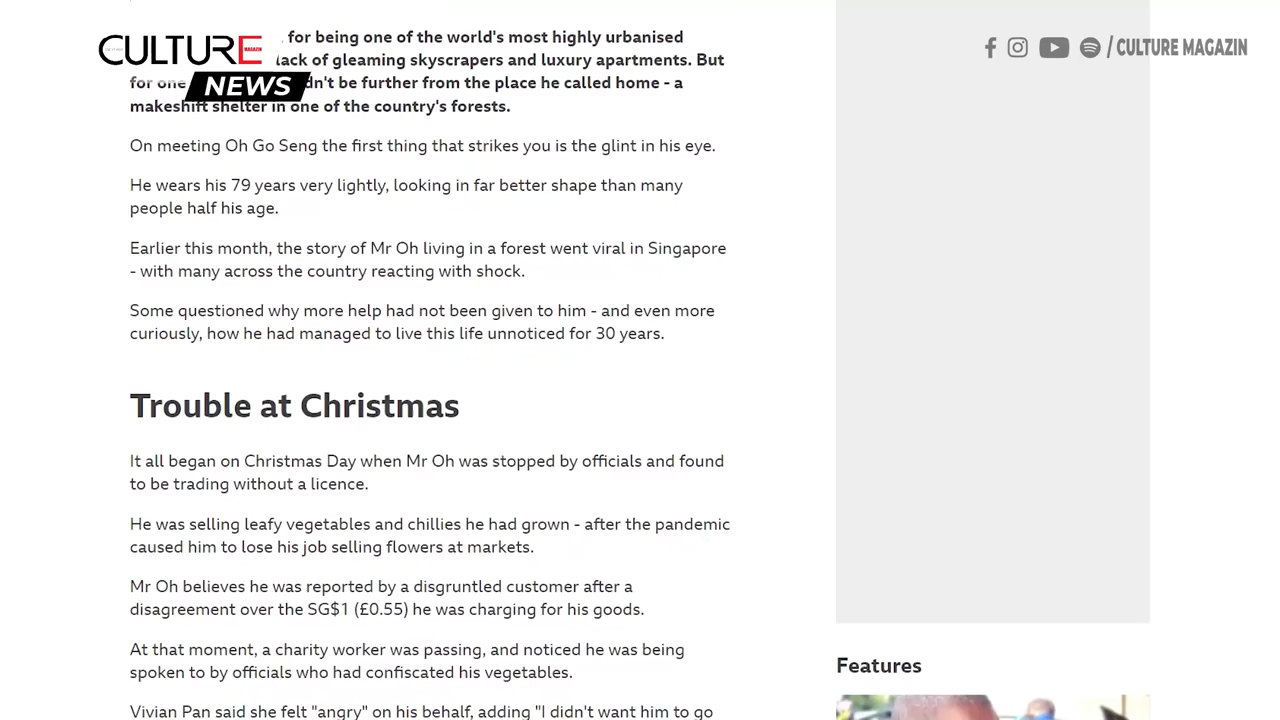 CULTURE
MAGAZIN
NEWS
/ CULTURE MAGAZIN
for being one of the world's most highly urbanised
lack of gleaming skyscrapers and luxury apartments. But
for one dn't be further from the place he called home - a
makeshift shelter in one of the country's forests.
On meeting Oh Go Seng the first thing that strikes you is the glint in his eye.
He wears his 79 years very lightly, looking in far better shape than many
people half his age.
Earlier this month, the story of Mr Oh living in a forest went viral in Singapore
- with many across the country reacting with shock.
Some questioned why more help had not been given to him - and even more
curiously, how he had managed to live this life unnoticed for 30 years.
Trouble at Christmas
It all began on Christmas Day when Mr Oh was stopped by officials and found
to be trading without a licence.
He was selling leafy vegetables and chillies he had grown - after the pandemic
caused him to lose his job selling flowers at markets.
Mr Oh believes he was reported by a disgruntled customer after a
disagreement over the SG$1 (£0.55) he was charging for his goods.
At that moment, a charity worker was passing, and noticed he was being
spoken to by officials who had confiscated his vegetables.
Vivian Pan said she felt "angry" on his behalf, adding "I didn't want him to go
Features